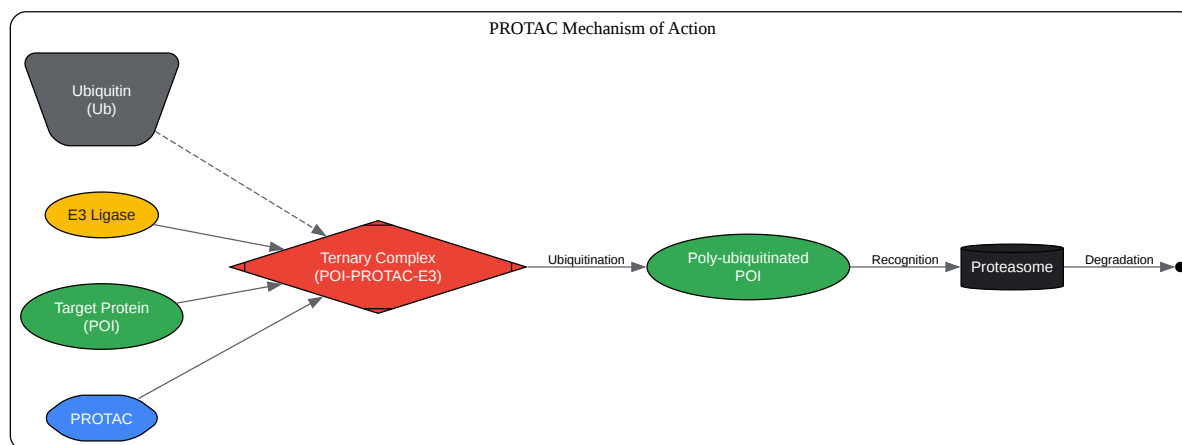 PROTAC Mechanism of Action
Ubiquitin
(Ub)
E3 Ligase
Target Protein
(POI)
PROTAC
Ternary Complex
(POI-PROTAC-E3)
Ubiquitination
Poly-ubiquitinated
POI
Recognition
Proteasome
Degradation